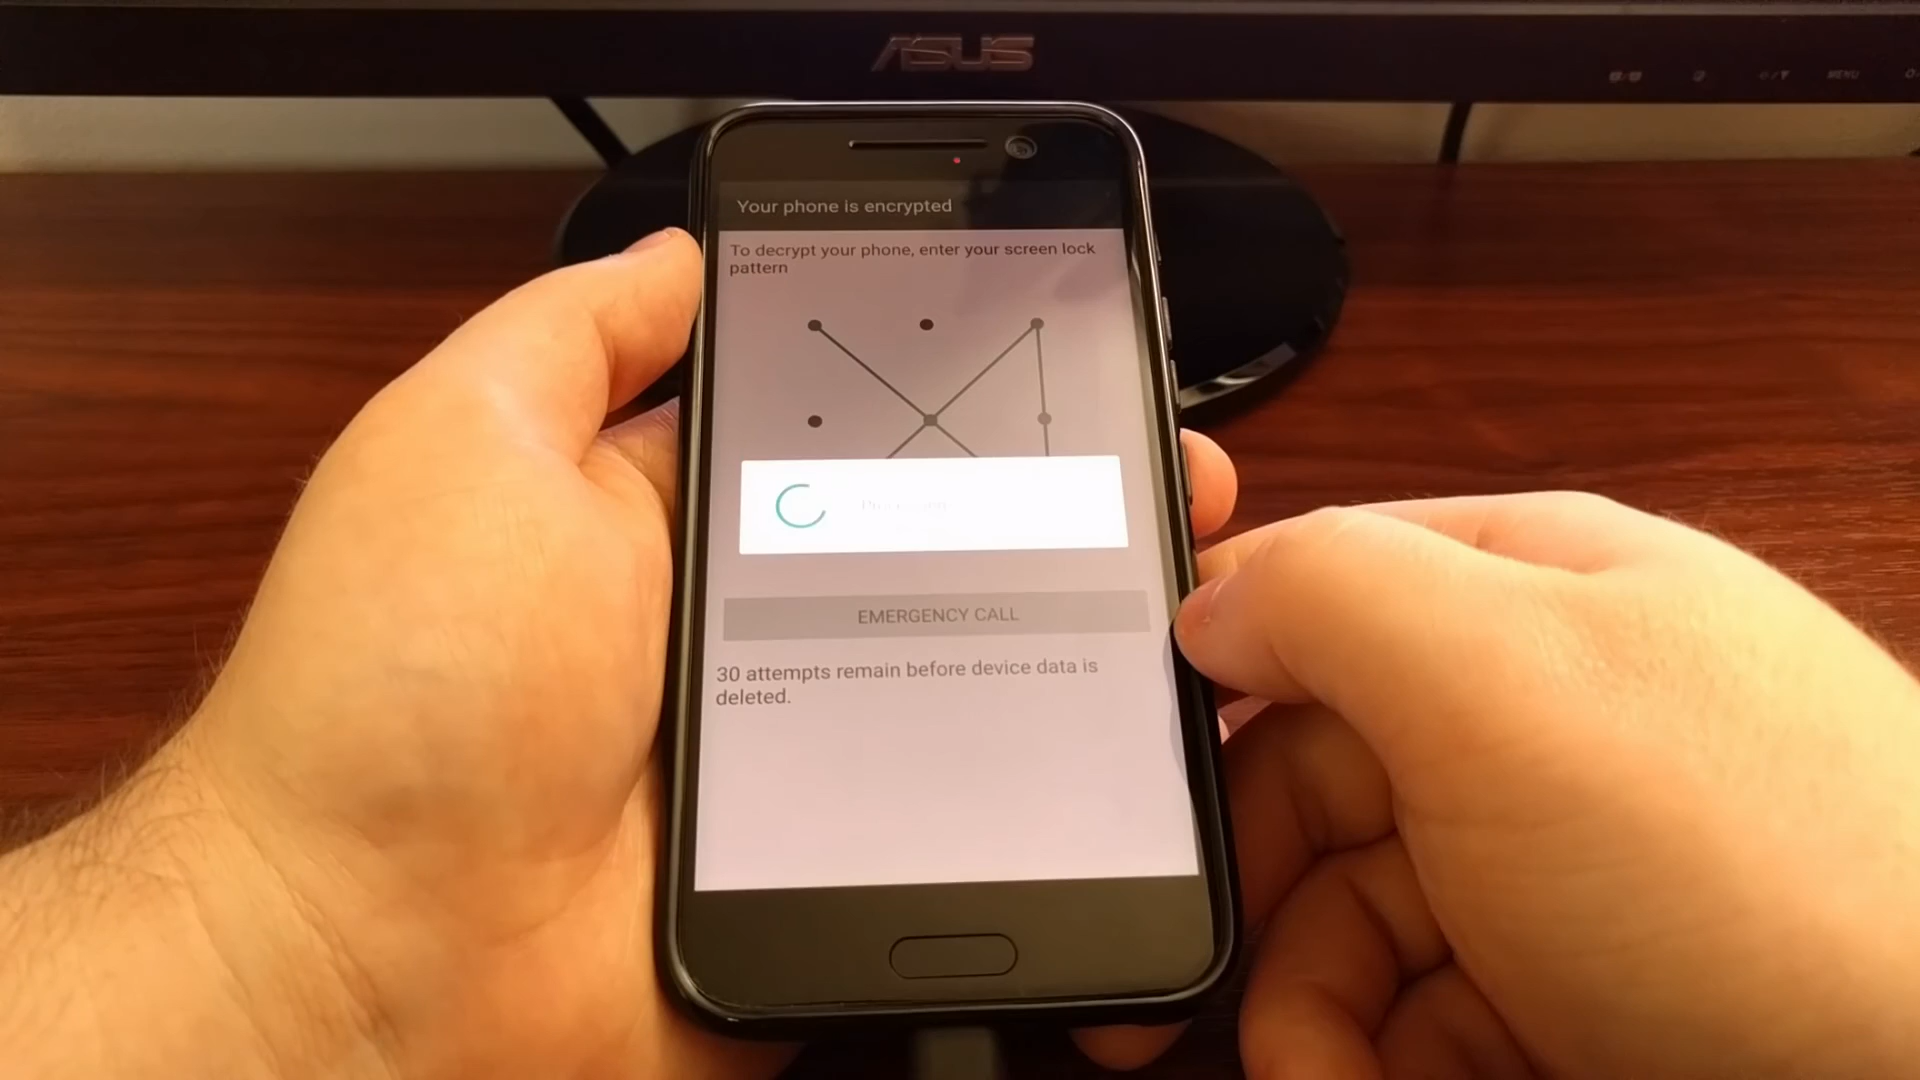 ASUS
MENU
Your phone is encrypted
To decrypt your phone, enter your screen lock
pattern
EMERGENCY CALL
30 attempts remain before device data is
deleted.